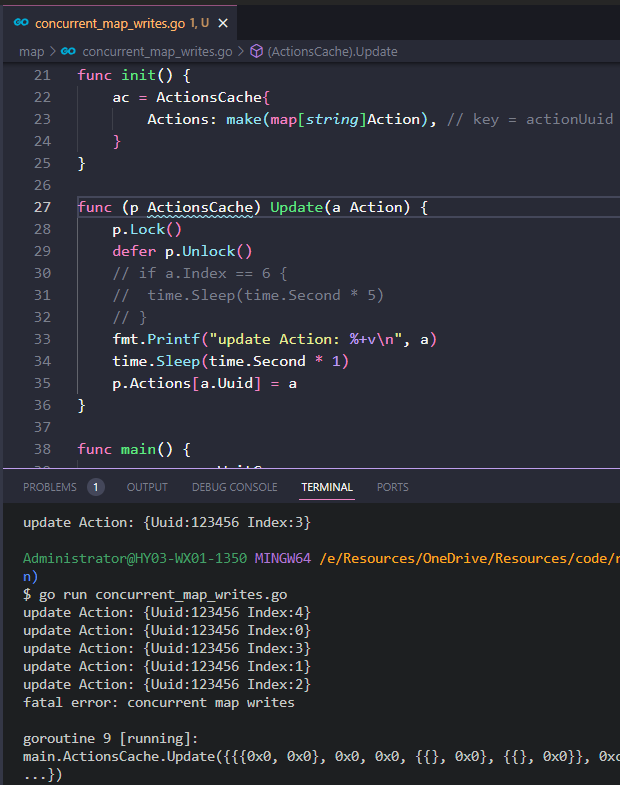 concurrent_map_writes.go 1, U
map > concurrent_map_writes.go > (ActionsCache).Update
21 func init() {
22 ac = ActionsCache{
23 Actions: make(map[string]Action), // key = actionUuid
24 }
25 }
26
27 func (p ActionsCache) Update(a Action) {
28 p.Lock()
29 defer p.Unlock()
30 // if a.Index == 6 {
31 // time.Sleep(time.Second * 5)
32 // }
33 fmt.Printf("update Action: %+v\n", a)
34 time.Sleep(time.Second * 1)
35 p.Actions[a.Uuid] = a
36 }
37
38 func main() {
PROBLEMS 1 OUTPUT DEBUG CONSOLE TERMINAL PORTS
update Action: {Uuid:123456 Index:3}
Administrator@HY03-WX01-1350 MINGW64 /e/Resources/OneDrive/Resources/code/
n)
$ go run concurrent_map_writes.go
update Action: {Uuid:123456 Index:4}
update Action: {Uuid:123456 Index:0}
update Action: {Uuid:123456 Index:3}
update Action: {Uuid:123456 Index:1}
update Action: {Uuid:123456 Index:2}
fatal error: concurrent map writes
goroutine 9 [running]:
main.ActionsCache.Update({{{0x0, 0x0}, 0x0, 0x0, {{}, 0x0}, {{}, 0x0}}, 0x
...})